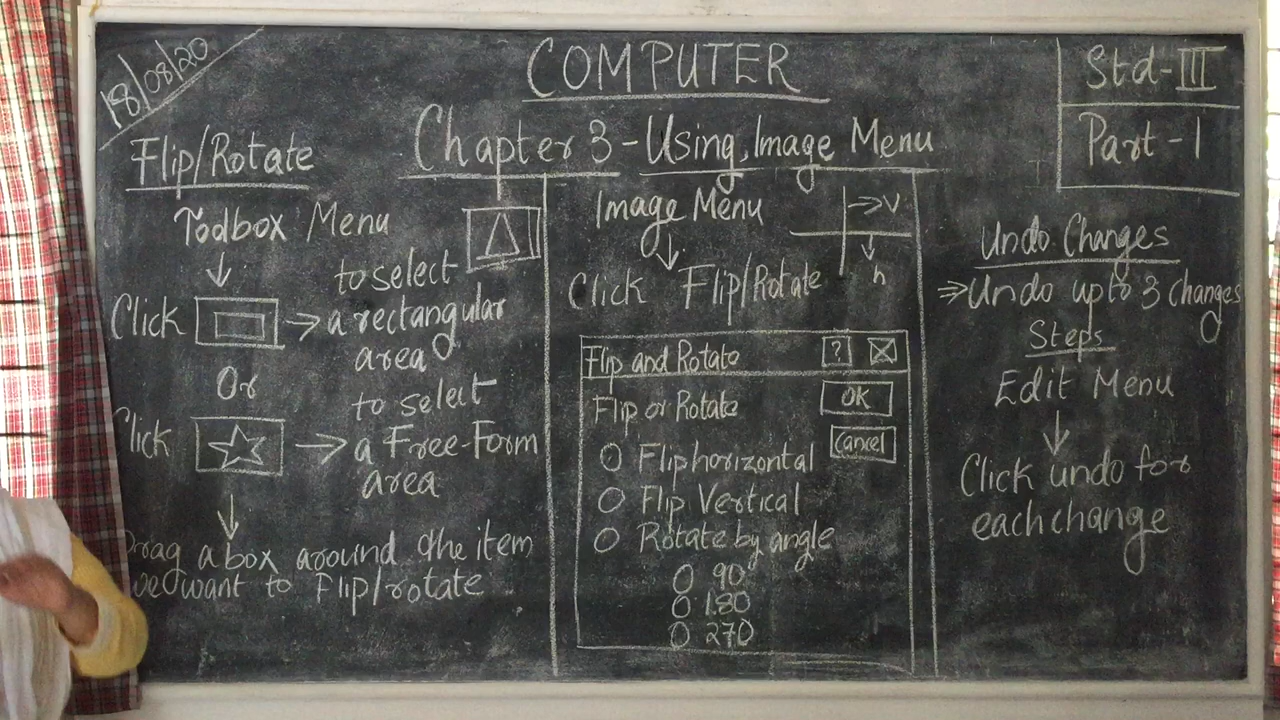 18/08/20
COMPUTER
Std-III
Part-1
Chapter 3-Using Image Menu
Flip/Rotate
Toolbox Menu
Click → to select a rectangular area
Or
Click → to select a Free-Form area
Drag a box around the item
we want to Flip/rotate
Image Menu
→V
h
Click Flip/Rotate
Flip and Rotate ? X
Flip or Rotate OK
Cancel
Flip horizontal
Flip Vertical
Rotate by angle
90
180
270
Undo Changes
⇒Undo upto 3 changes
Steps
Edit Menu
Click undo for
each change